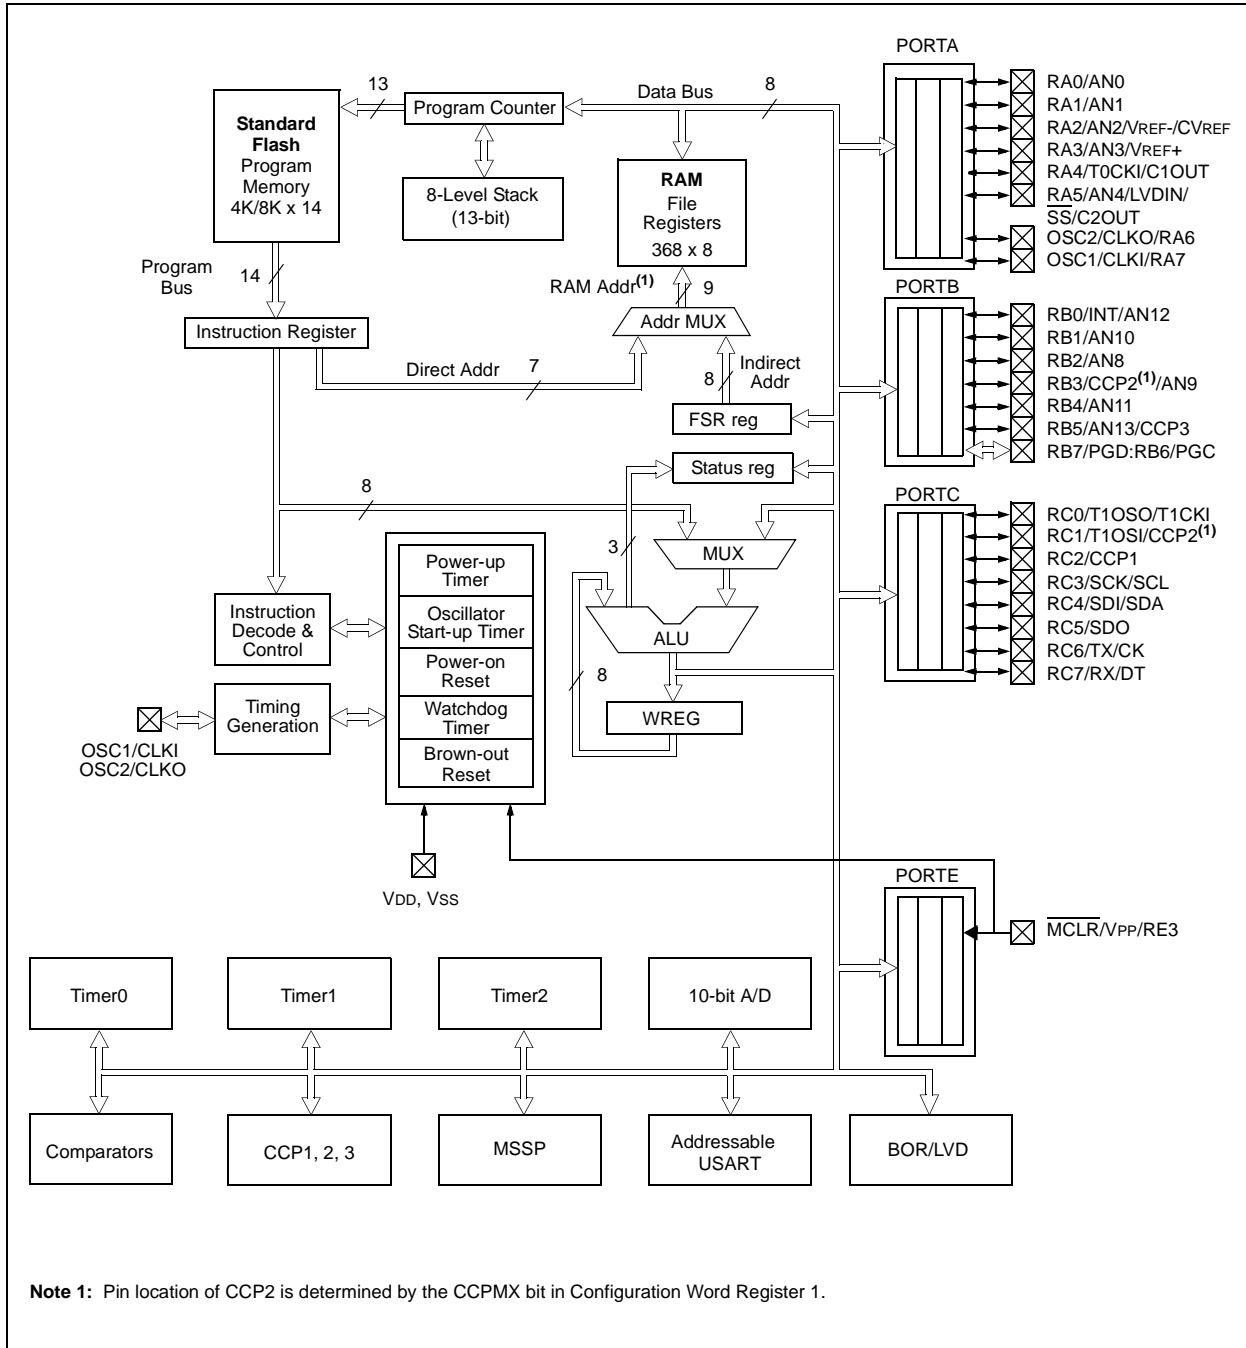 PORTA
13
Data Bus
8
Program Counter
Standard
Flash
Program
Memory
4K/8K x 14
8-Level Stack
(13-bit)
RAM
File
Registers
368 x 8
RA0/AN0
RA1/AN1
RA2/AN2/VREF-/CVREF
RA3/AN3/VREF+
RA4/T0CKI/C1OUT
RA5/AN4/LVDIN/
SS/C2OUT
OSC2/CLKO/RA6
OSC1/CLKI/RA7
Program
Bus
14
RAM Addr(1)
9
Addr MUX
Instruction Register
Direct Addr
7
8
Indirect
Addr
FSR reg
Status reg
PORTB
RB0/INT/AN12
RB1/AN10
RB2/AN8
RB3/CCP2(1)/AN9
RB4/AN11
RB5/AN13/CCP3
RB7/PGD:RB6/PGC
8
3
MUX
ALU
8
WREG
PORTC
RC0/T1OSO/T1CKI
RC1/T1OSI/CCP2(1)
RC2/CCP1
RC3/SCK/SCL
RC4/SDI/SDA
RC5/SDO
RC6/TX/CK
RC7/RX/DT
Power-up
Timer
Oscillator
Start-up Timer
Power-on
Reset
Watchdog
Timer
Brown-out
Reset
Instruction
Decode &
Control
Timing
Generation
OSC1/CLKI
OSC2/CLKO
VDD, VSS
PORTE
MCLR/VPP/RE3
Timer0
Timer1
Timer2
10-bit A/D
Comparators
CCP1, 2, 3
MSSP
Addressable
USART
BOR/LVD
Note 1: Pin location of CCP2 is determined by the CCPMX bit in Configuration Word Register 1.